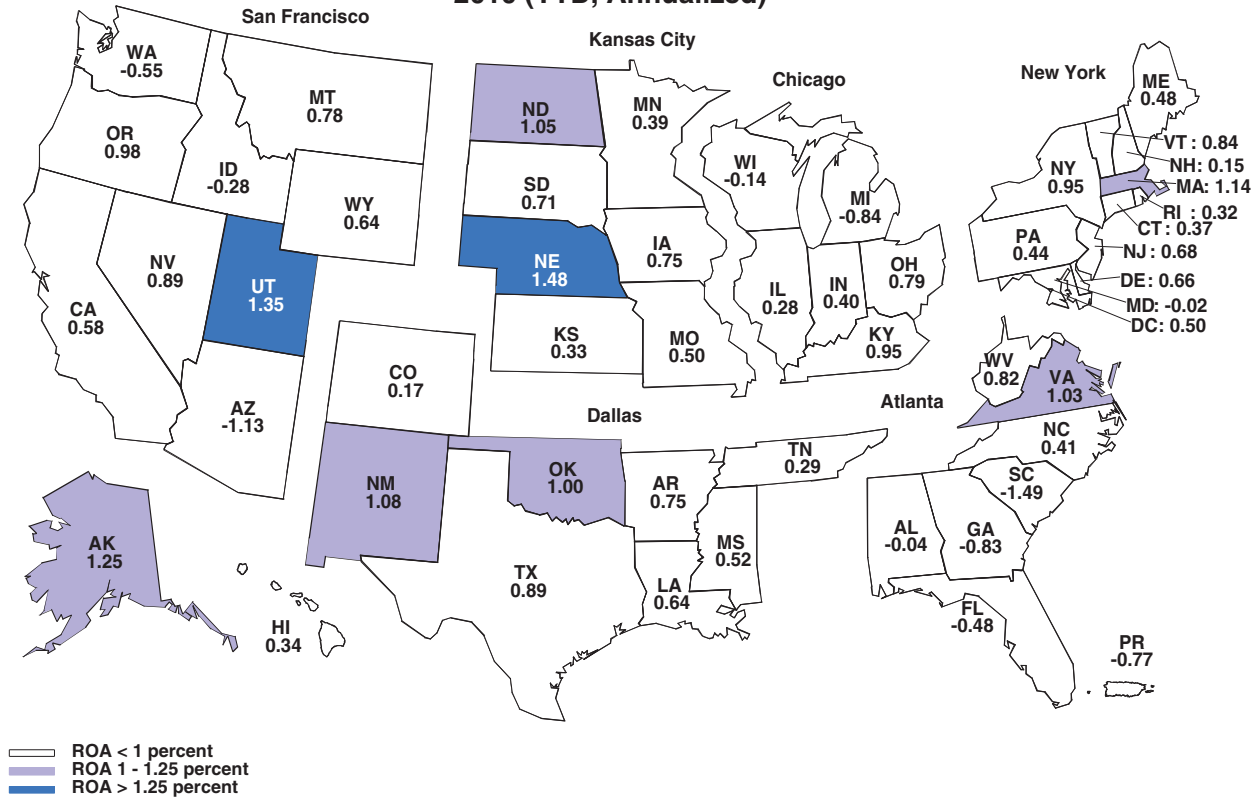 (YTD, Annualized)
San Francisco
Kansas City
Chicago
New York
Dallas
Atlanta
WA
-0.55
MT
0.78
OR
0.98
ID
-0.28
WY
0.64
NV
0.89
UT
1.35
CA
0.58
AZ
-1.13
AK
1.25
HI
0.34
ND
1.05
MN
0.39
SD
0.71
NE
1.48
IA
0.75
KS
0.33
MO
0.50
CO
0.17
NM
1.08
OK
1.00
AR
0.75
TN
0.29
TX
0.89
LA
0.64
MS
0.52
WI
-0.14
MI
-0.84
IL
0.28
IN
0.40
OH
0.79
KY
0.95
ME
0.48
NY
0.95
VT : 0.84
NH: 0.15
MA: 1.14
RI : 0.32
CT: 0.37
PA
0.44
NJ : 0.68
DE: 0.66
MD: -0.02
DC: 0.50
WV
0.82
VA
1.03
NC
0.41
SC
-1.49
AL
-0.04
GA
-0.83
FL
-0.48
PR
-0.77
ROA < 1 percent
ROA 1 - 1.25 percent
ROA > 1.25 percent